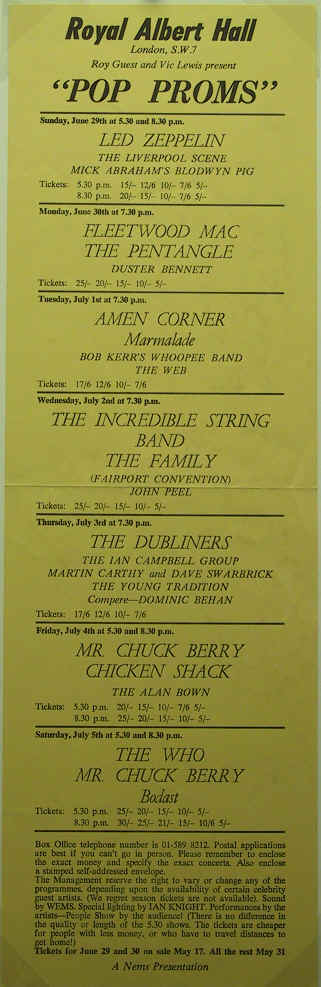 Royal Albert Hall
London, S.W.7
Roy Guest and Vic Lewis present
"POP PROMS"
Sunday, June 29th at 5.30 and 8.30 p.m.
LED ZEPPELIN
THE LIVERPOOL SCENE
MICK ABRAHAM'S BLODWYN PIG
Tickets: 5.30 p.m. 15/- 12/6 10/- 7/6 5/-
8.30 p.m. 20/- 15/- 10/- 7/6 5/-
Monday, June 30th at 7.30 p.m.
FLEETWOOD MAC
THE PENTANGLE
DUSTER BENNETT
Tickets: 25/- 20/- 15/- 10/- 5/-
Tuesday, July 1st at 7.30 p.m.
AMEN CORNER
Marmalade
BOB KERR'S WHOOPEE BAND
THE WEB
Tickets: 17/6 12/6 10/- 7/6
Wednesday, July 2nd at 7.30 p.m.
THE INCREDIBLE STRING
BAND
THE FAMILY
(FAIRPORT CONVENTION)
JOHN PEEL
Tickets: 25/- 20/- 15/- 10/- 5/-
Thursday, July 3rd at 7.30 p.m.
THE DUBLINERS
THE IAN CAMPBELL GROUP
MARTIN CARTHY and DAVE SWARBRICK
THE YOUNG TRADITION
Compere—DOMINIC BEHAN
Tickets: 17/6 12/6 10/- 7/6
Friday, July 4th at 5.30 and 8.30 p.m.
MR. CHUCK BERRY
CHICKEN SHACK
THE ALAN BOWN
Tickets: 5.30 p.m. 20/- 15/- 10/- 7/6 5/-
8.30 p.m. 25/- 20/- 15/- 10/- 5/-
Saturday, July 5th at 5.30 and 8.30 p.m.
THE WHO
MR. CHUCK BERRY
Bodast
Tickets: 5.30 p.m. 25/- 20/- 15/- 10/- 5/-
8.30 p.m. 30/- 25/- 21/- 15/- 10/6 5/-
Box Office telephone number is 01-589 8212. Postal applications
are best if you can't go in person. Please remember to enclose
the exact money and specify the exact concerts. Also enclose
a stamped self-addressed envelope.
The Management reserve the right to vary or change any of the
programmes, depending upon the availability of certain celebrity
guest artists. (We regret season tickets are not available). Sound
by WEMS. Special lighting by IAN KNIGHT. Performances by the
artists—People Show by the audience! (There is no difference in
the quality or length of the 5.30 shows. The tickets are cheaper
for people with less money, or who have to travel distances to
get home!)
Tickets for June 29 and 30 on sale May 17. All the rest May 31
A Nems Presentation